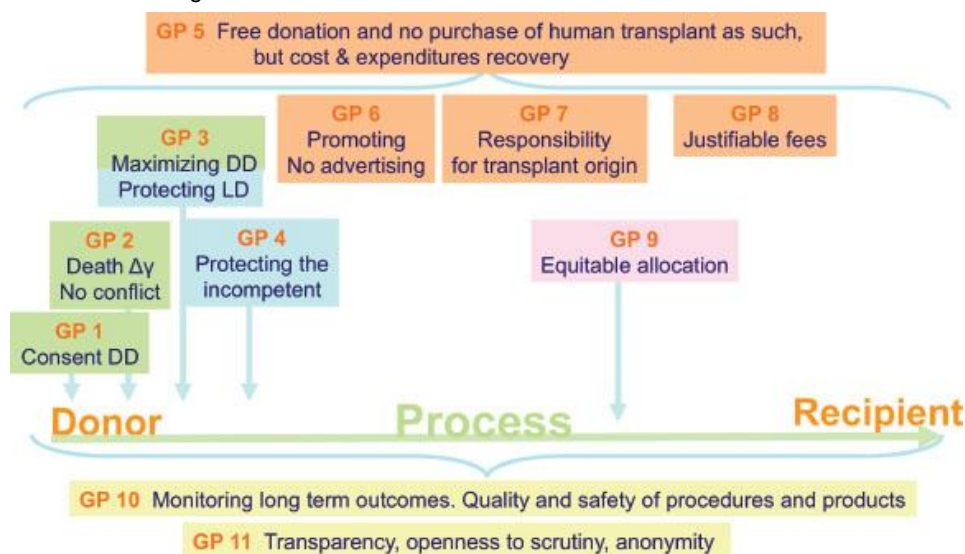 GP 5 Free donation and no purchase of human transplant as such,
but cost & expenditures recovery
GP 3
Maximizing DD
Protecting LD
GP 6
Promoting
No advertising
GP 7
Responsibility
for transplant origin
GP 8
Justifiable fees
GP 2
Death Δγ
No conflict
GP 4
Protecting the
incompetent
GP 9
Equitable allocation
GP 1
Consent DD
Donor
Process
Recipient
GP 10 Monitoring long term outcomes. Quality and safety of procedures and products
GP 11 Transparency, openness to scrutiny, anonymity